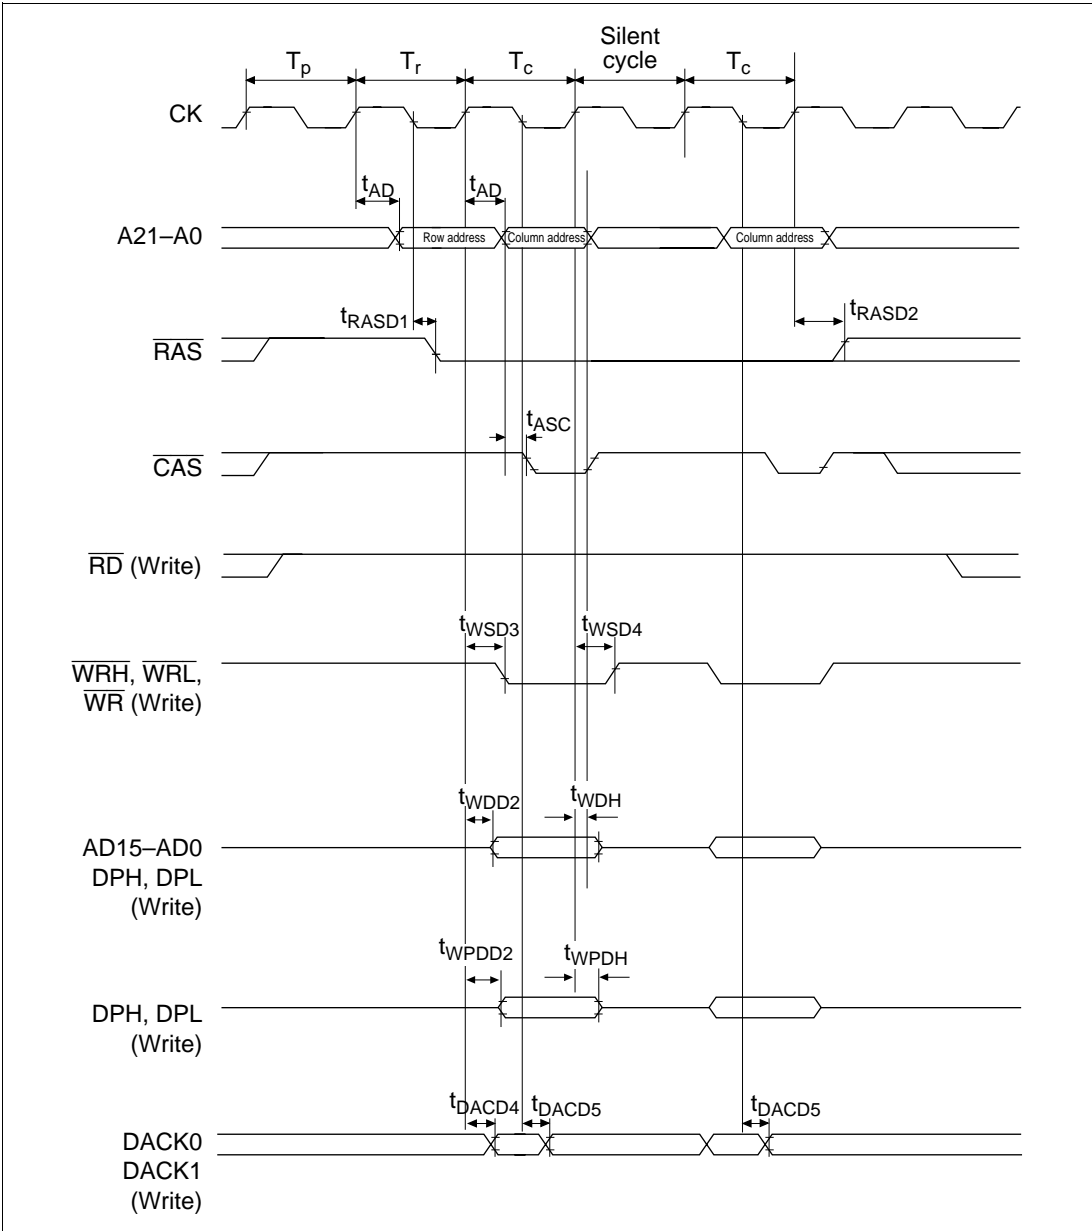 Silent
cycle
Tp Tr Tc Tc
CK
tAD tAD
A21–A0 Row address Column address Column address
tRASD1 tRASD2
RAS
tASC
CAS
RD (Write)
tWSD3 tWSD4
WRH, WRL,
WR (Write)
tWDD2 tWDH
AD15–AD0
DPH, DPL
(Write)
tWPDD2 tWPDH
DPH, DPL
(Write)
tDACD4 tDACD5 tDACD5
DACK0
DACK1
(Write)